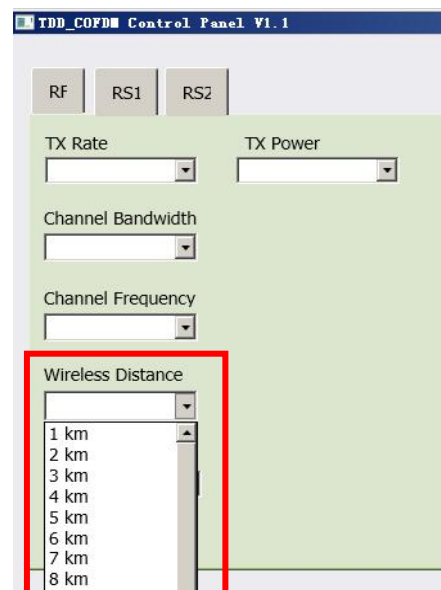 TDD_COFDM Control Panel V1.1
RF RS1 RS2
TX Rate TX Power
Channel Bandwidth
Channel Frequency
Wireless Distance
1 km
2 km
3 km
4 km
5 km
6 km
7 km
8 km